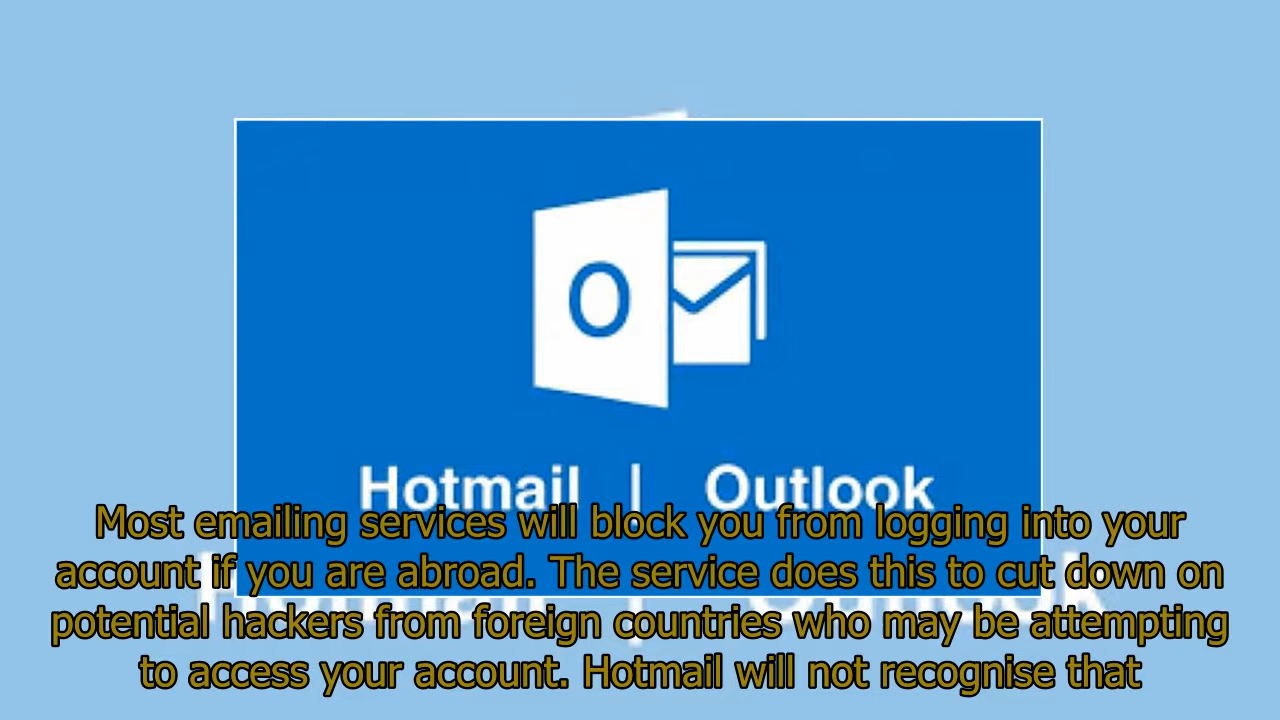 O
Hotmail | Outlook
Most emailing services will block you from logging into your
account if you are abroad. The service does this to cut down on
potential hackers from foreign countries who may be attempting
to access your account. Hotmail will not recognise that